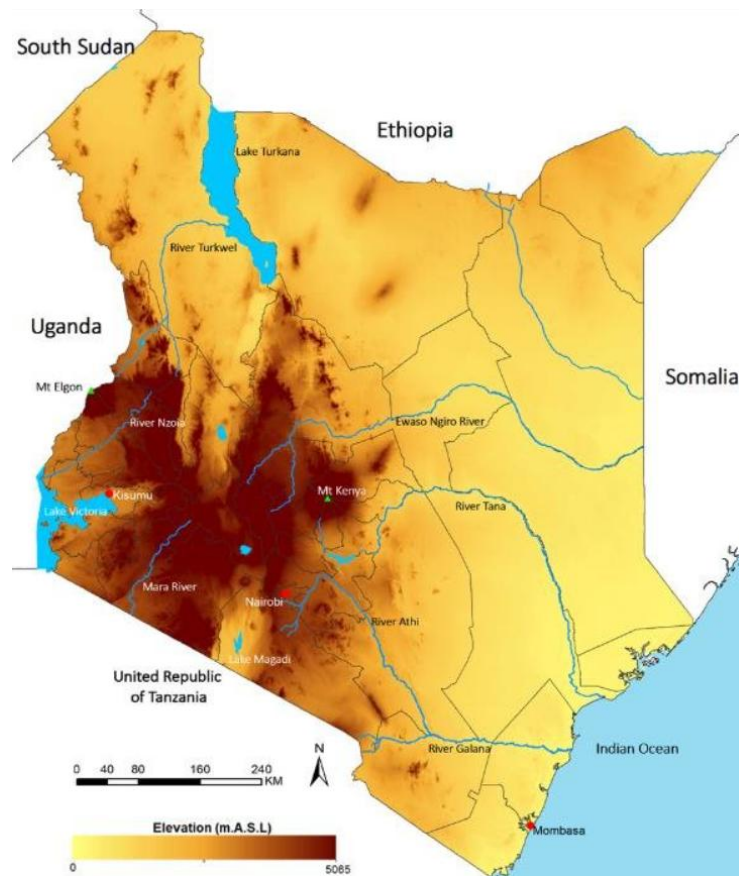 South Sudan
Ethiopia
Lake Turkana
River Turkwel
Uganda
Somalia
Mt Elgon
Ewaso Ngiro River
River Nzoia
Mt Kenya
Kisumu
River Tana
Lake Victoria
Mara River
Nairobi
River Athi
Lake Magadi
United Republic
of Tanzania
N
River Galana
Indian Ocean
0 40 80 160 240
KM
Elevation (m.A.S.L)
Mombasa
0 5065